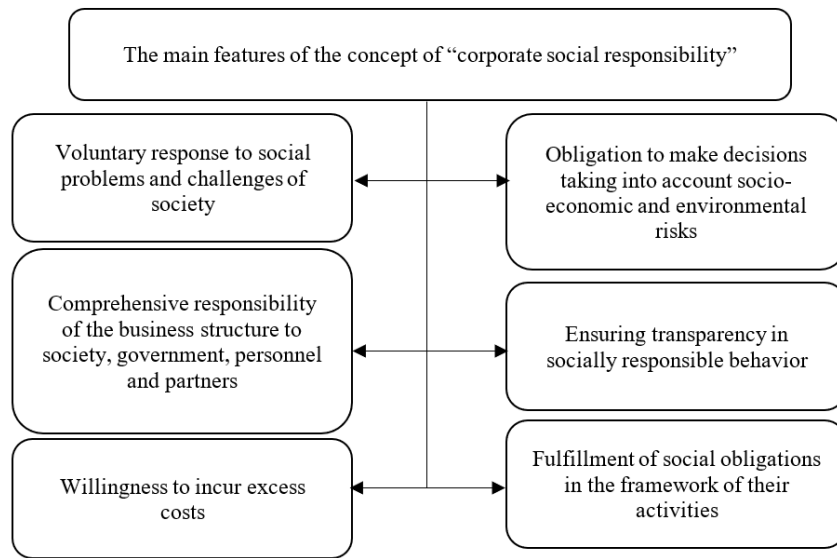 The main features of the concept of “corporate social responsibility”
Voluntary response to social
problems and challenges of
society
Obligation to make decisions
taking into account socio-
economic and environmental
risks
Comprehensive responsibility
of the business structure to
society, government, personnel
and partners
Ensuring transparency in
socially responsible behavior
Willingness to incur excess
costs
Fulfillment of social obligations
in the framework of their
activities